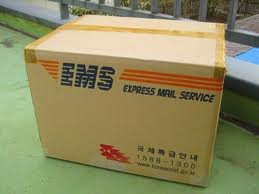 EMS
EXPRESS MAIL SERVICE
국제특급안내
1588-1300
www.koreapost.go.kr